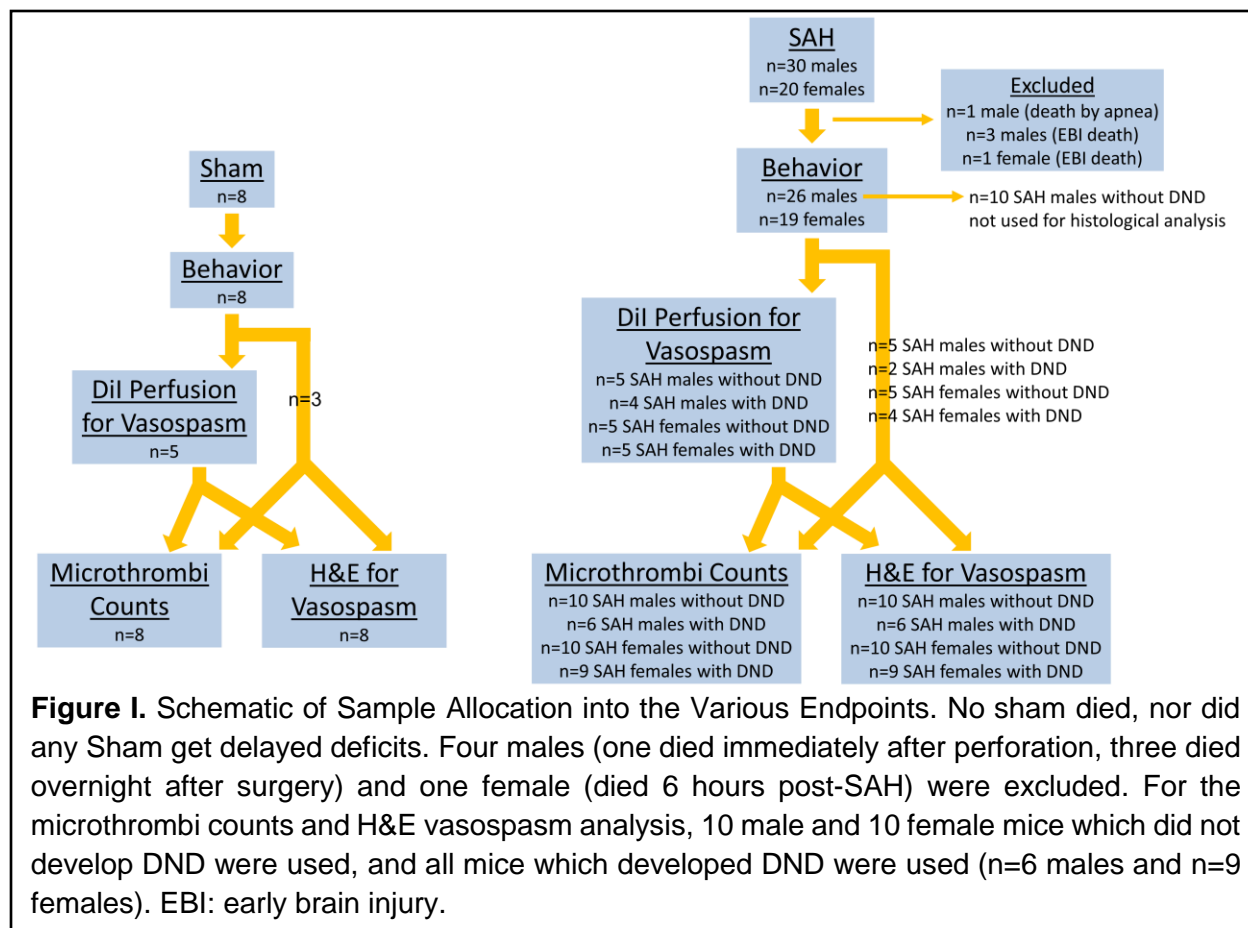 Sham
n=8
Behavior
n=8
n=3
DiI Perfusion
for Vasospasm
n=5
Microthrombi
Counts
n=8
H&E for
Vasospasm
n=8
SAH
n=30 males
n=20 females
Excluded
n=1 male (death by apnea)
n=3 males (EBI death)
n=1 female (EBI death)
Behavior
n=26 males
n=19 females
n=10 SAH males without DND
not used for histological analysis
DiI Perfusion for
Vasospasm
n=5 SAH males without DND
n=4 SAH males with DND
n=5 SAH females without DND
n=5 SAH females with DND
n=5 SAH males without DND
n=2 SAH males with DND
n=5 SAH females without DND
n=4 SAH females with DND
Microthrombi Counts
n=10 SAH males without DND
n=6 SAH males with DND
n=10 SAH females without DND
n=9 SAH females with DND
H&E for Vasospasm
n=10 SAH males without DND
n=6 SAH males with DND
n=10 SAH females without DND
n=9 SAH females with DND
Figure I. Schematic of Sample Allocation into the Various Endpoints. No sham died, nor did
any Sham get delayed deficits. Four males (one died immediately after perforation, three died
overnight after surgery) and one female (died 6 hours post-SAH) were excluded. For the
microthrombi counts and H&E vasospasm analysis, 10 male and 10 female mice which did not
develop DND were used, and all mice which developed DND were used (n=6 males and n=9
females). EBI: early brain injury.